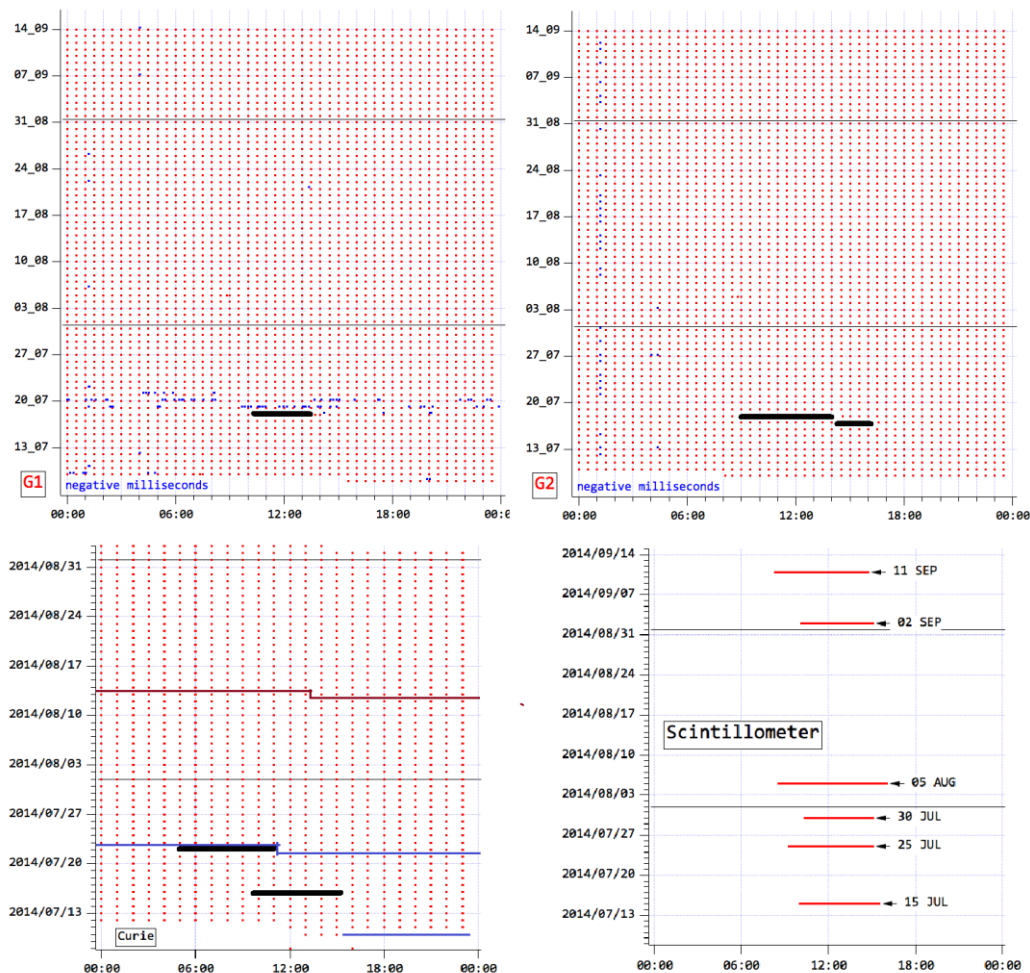 14_09
07_09
31_08
24_08
17_08
10_08
03_08
27_07
20_07
13_07
G1
negative milliseconds
00:00 06:00 12:00 18:00 00:00
14_09
07_09
31_08
24_08
17_08
10_08
03_08
27_07
20_07
13_07
G2
negative milliseconds
00:00 06:00 12:00 18:00 00:00
2014/08/31
2014/08/24
2014/08/17
2014/08/10
2014/08/03
2014/07/27
2014/07/20
2014/07/13
Curie
00:00 06:00 12:00 18:00 00:00
2014/09/14
11 SEP
2014/09/07
02 SEP
2014/08/31
2014/08/24
2014/08/17
Scintillometer
2014/08/10
05 AUG
2014/08/03
30 JUL
2014/07/27
25 JUL
2014/07/20
15 JUL
2014/07/13
00:00 06:00 12:00 18:00 00:00